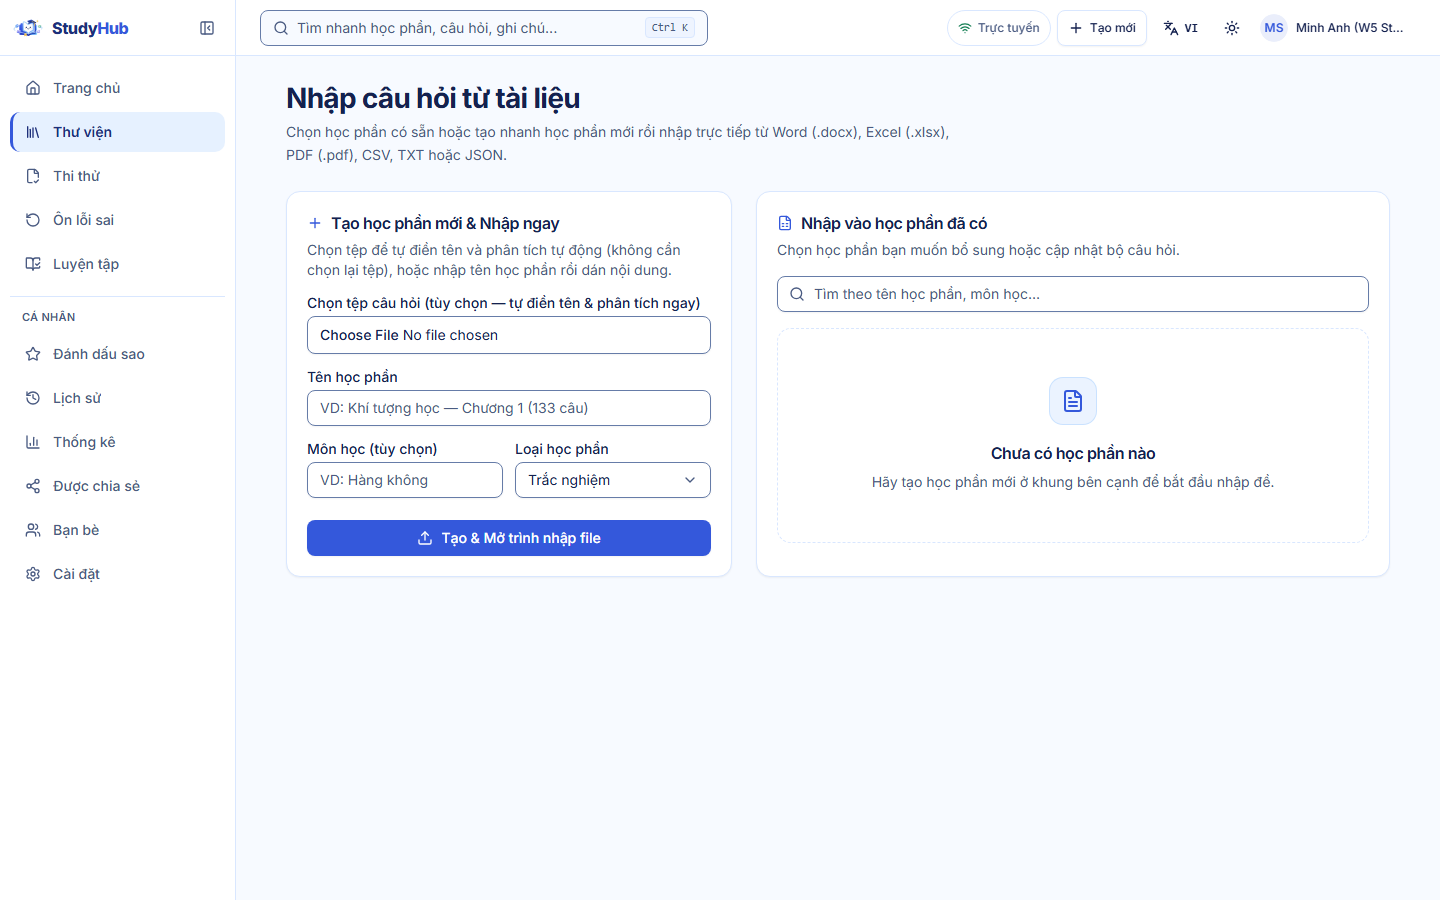 StudyHub
Tìm nhanh học phần, câu hỏi, ghi chú...
Ctrl K
Trực tuyến
Tạo mới
VI
MS
Minh Anh (W5 St...
Trang chủ
Thư viện
Thi thử
Ôn lỗi sai
Luyện tập
CÁ NHÂN
Đánh dấu sao
Lịch sử
Thống kê
Được chia sẻ
Bạn bè
Cài đặt
Nhập câu hỏi từ tài liệu
Chọn học phần có sẵn hoặc tạo nhanh học phần mới rồi nhập trực tiếp từ Word (.docx), Excel (.xlsx),
PDF (.pdf), CSV, TXT hoặc JSON.
Tạo học phần mới & Nhập ngay
Chọn tệp để tự điền tên và phân tích tự động (không cần
chọn lại tệp), hoặc nhập tên học phần rồi dán nội dung.
Chọn tệp câu hỏi (tùy chọn — tự điền tên & phân tích ngay)
Choose File No file chosen
Tên học phần
VD: Khí tượng học — Chương 1 (133 câu)
Môn học (tùy chọn)
Loại học phần
VD: Hàng không
Trắc nghiệm
Tạo & Mở trình nhập file
Nhập vào học phần đã có
Chọn học phần bạn muốn bổ sung hoặc cập nhật bộ câu hỏi.
Tìm theo tên học phần, môn học...
Chưa có học phần nào
Hãy tạo học phần mới ở khung bên cạnh để bắt đầu nhập đề.